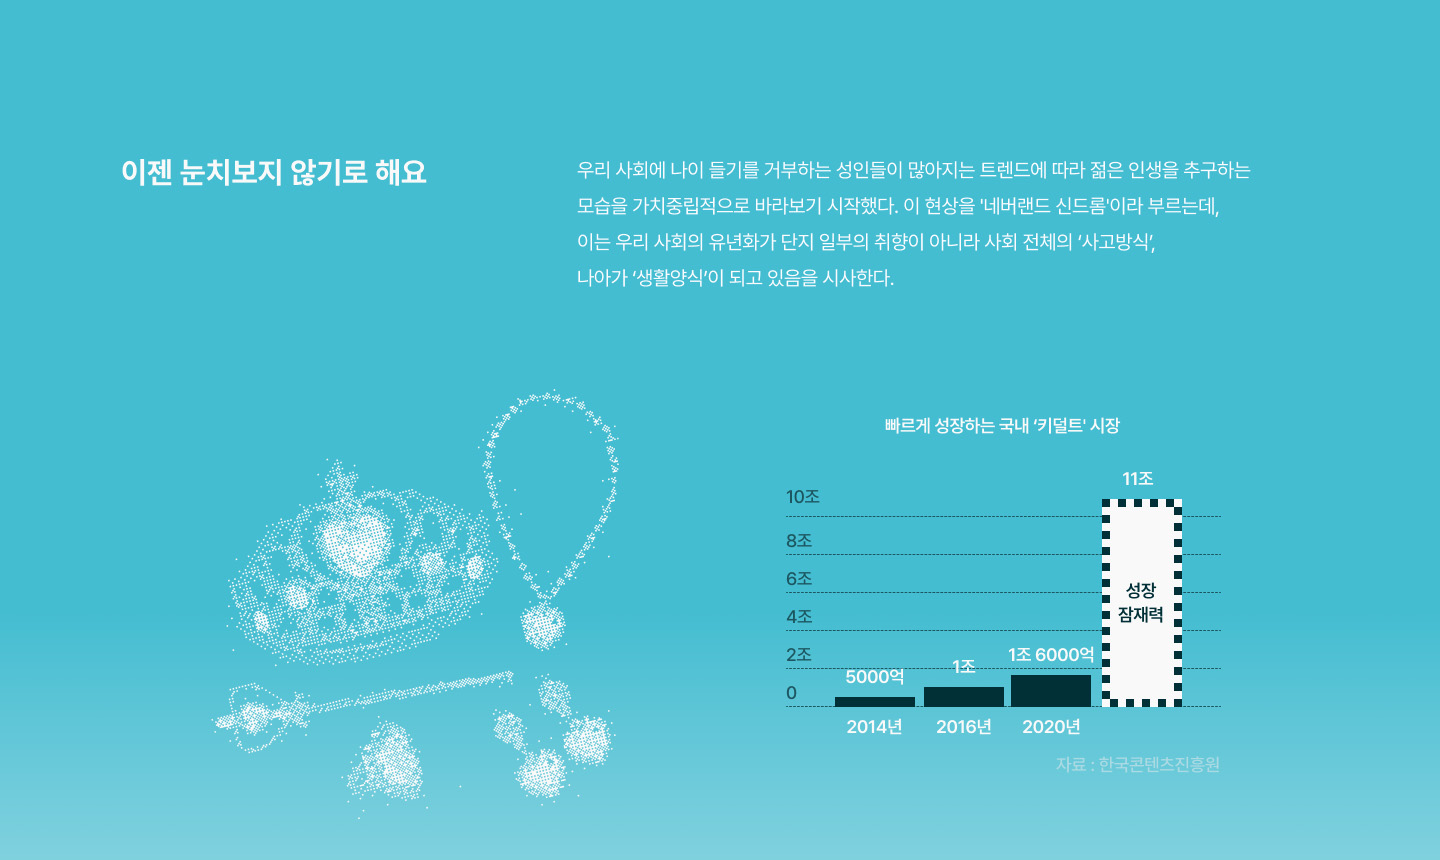 이젠 눈치보지 않기로 해요
우리 사회에 나이 들기를 거부하는 성인들이 많아지는 트렌드에 따라 젊은 인생을 추구하는
모습을 가치중립적으로 바라보기 시작했다. 이 현상을 '네버랜드 신드롬'이라 부르는데,
이는 우리 사회의 유년화가 단지 일부의 취향이 아니라 사회 전체의 ‘사고방식’,
나아가 ‘생활양식’이 되고 있음을 시사한다.
빠르게 성장하는 국내 ‘키덜트' 시장
11조
10조
8조
6조
성장
잠재력
4조
2조
1조 6000억
1조
5000억
0
2014년
2016년
2020년
자료 : 한국콘텐츠진흥원